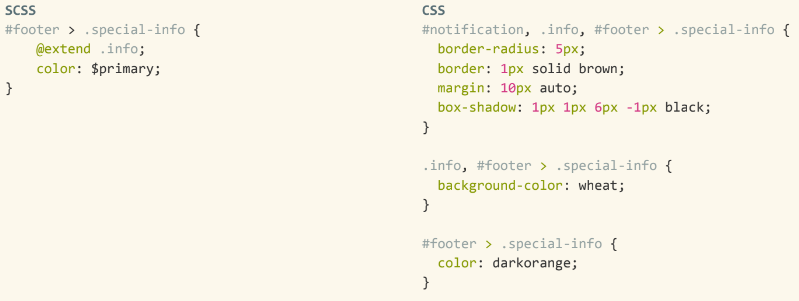 SCSS
#footer > .special-info {
    @extend .info;
    color: $primary;
}
CSS
#notification, .info, #footer > .special-info {
  border-radius: 5px;
  border: 1px solid brown;
  margin: 10px auto;
  box-shadow: 1px 1px 6px -1px black;
}

.info, #footer > .special-info {
  background-color: wheat;
}

#footer > .special-info {
  color: darkorange;
}